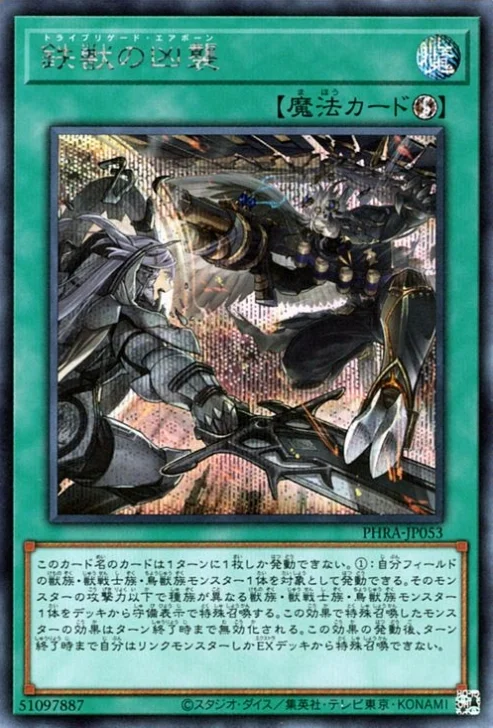 トライブリゲード・エアボーン
鉄獣の凶襲
【魔法カード】
PHRA-JP053
このカード名のカードは1ターンに1枚しか発動できない。①:自分フィールド
の獣族・獣戦士族・鳥獣族モンスター1体を対象として発動できる。そのモン
スターの攻撃力以下で種族が異なる獣族・獣戦士族・鳥獣族モンスター
1体をデッキから守備表示で特殊召喚する。この効果で特殊召喚したモンス
ターの効果はターン終了時まで無効化される。この効果の発動後、ターン
終了時まで自分はリンクモンスターしかEXデッキから特殊召喚できない。
51097887
©スタジオ・ダイス/集英社・テレビ東京・KONAMI